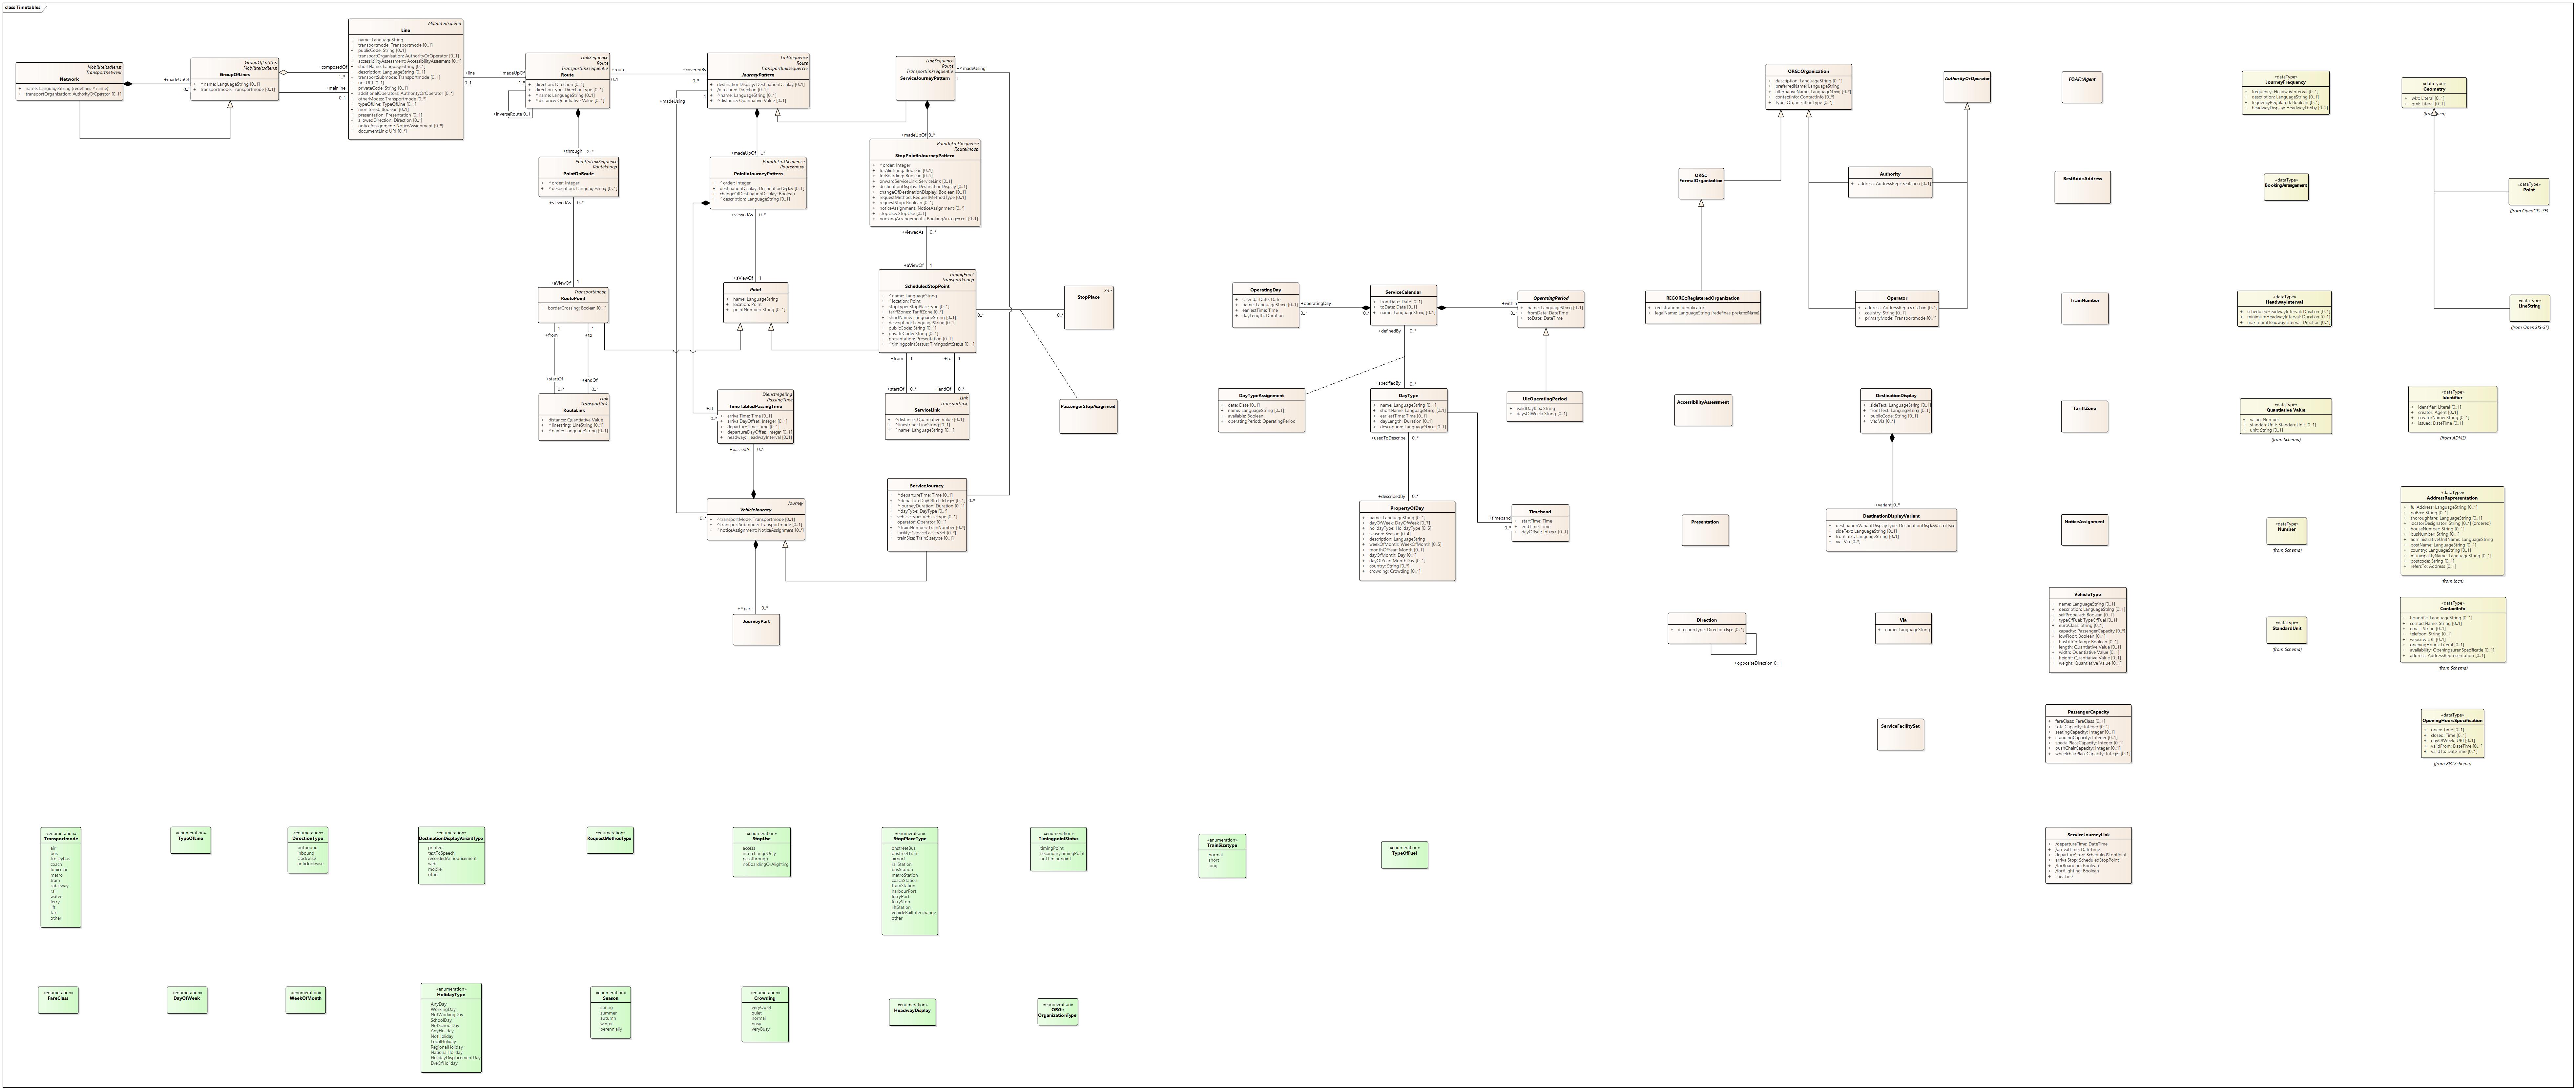 class Timetables
Mobiliteitsdienst
Transportnetwork
Network
+ name: LanguageString {redefines ^name}
+ transportOrganisation: AuthorityOrOperator [0..1]
+madeUpOf
0..*
GroupOfEntities
Mobiliteitsdienst
GroupOfLines
+ ^name: LanguageString [0..1]
+ transportmode: Transportmode [0..1]
+composedOf
1..*
+mainline
0..1
Mobiliteitsdienst
Line
+ name: LanguageString
+ transportmode: Transportmode [0..1]
+ publicCode: String [0..1]
+ transportOrganisation: AuthorityOrOperator [0..*]
+ accessibilityAssessment: AccessibilityAssessment [0..1]
+ shortName: LanguageString [0..1]
+ description: LanguageString [0..1]
+ transportSubmode: Transportmode [0..1]
+ url: URI [0..1]
+ privateCode: String [0..1]
+ additionalOperators: AuthorityOrOperator [0..*]
+ otherModes: Transportmode [0..*]
+ typeOfLine: TypeOfLine [0..1]
+ monitored: Boolean [0..1]
+ presentation: Presentation [0..1]
+ allowedDirection: Direction [0..*]
+ noticeAssignment: NoticeAssignment [0..*]
+ documentLink: URI [0..*]
+line
0..1
+madeUpOf
1..*
LinkSequence
Route
Transportlinksequentie
Route
+ direction: Direction [0..1]
+ directionType: DirectionType [0..1]
+ ^name: LanguageString [0..1]
+ ^distance: Quantitative Value [0..1]
+inverseRoute 0..1
+route
0..1
+coveredBy
0..*
LinkSequence
Route
Transportlinksequentie
JourneyPattern
+ destinationDisplay: DestinationDisplay [0..1]
+ /direction: Direction [0..1]
+ ^name: LanguageString [0..1]
+ ^distance: Quantitative Value [0..1]
+madeUsing
1
LinkSequence
Route
Transportlinksequentie
ServiceJourneyPattern
+^madeUsing
1
+through 2..*
PointInLinkSequence
Routeknoop
PointOnRoute
+ ^order: Integer
+ ^description: LanguageString [0..1]
+viewedAs 0..*
+madeUpOf 1..*
PointInLinkSequence
Routeknoop
PointInJourneyPattern
+ ^order: Integer
+ destinationDisplay: DestinationDisplay [0..1]
+ changeOfDestinationDisplay: Boolean
+ ^description: LanguageString [0..1]
+viewedAs 0..*
+madeUpOf 0..*
PointInLinkSequence
Routeknoop
StopPointInJourneyPattern
+ ^order: Integer
+ forAlighting: Boolean [0..1]
+ forBoarding: Boolean [0..1]
+ onwardServiceLink: ServiceLink [0..1]
+ destinationDisplay: DestinationDisplay [0..1]
+ changeOfDestinationDisplay: Boolean [0..1]
+ requestMethod: RequestMethodType [0..1]
+ requestStop: Boolean [0..1]
+ noticeAssignment: NoticeAssignment [0..*]
+ stopUse: StopUse [0..1]
+ bookingArrangements: BookingArrangement [0..1]
+viewedAs 0..*
+aViewOf 1
Transportknoop
RoutePoint
+ borderCrossing: Boolean [0..1]
1
+from
1
+to
+startOf
0..*
+endOf
0..*
Link
Transportlink
RouteLink
+ distance: Quantitative Value
+ ^linestring: LineString [0..1]
+ ^name: LanguageString [0..1]
+aViewOf 1
Point
+ name: LanguageString
+ location: Point
+ pointNumber: String [0..1]
+aViewOf 1
TimingPoint
Transportknoop
ScheduledStopPoint
+ ^name: LanguageString
+ ^location: Point
+ stopType: StopPlaceType [0..1]
+ tariffZones: TariffZone [0..*]
+ shortName: LanguageString [0..1]
+ description: LanguageString [0..1]
+ publicCode: String [0..1]
+ privateCode: String [0..1]
+ presentation: Presentation [0..1]
+ ^timingpointStatus: TimingpointStatus [0..1]
0..*
0..*
Site
StopPlace
PassengerStopAssignment
+from 1
+to 1
+startOf 0..*
+endOf 0..*
Link
Transportlink
ServiceLink
+ ^distance: Quantitative Value [0..1]
+ ^linestring: LineString [0..1]
+ ^name: LanguageString [0..1]
+at
0..*
Dienstregeling
PassingTime
TimeTabledPassingTime
+ arrivalTime: Time [0..1]
+ arrivalDayOffset: Integer [0..1]
+ departureTime: Time [0..1]
+ departureDayOffset: Integer [0..1]
+ headway: HeadwayInterval [0..1]
+passedAt 0..*
0..*
Journey
VehicleJourney
+ ^transportMode: Transportmode [0..1]
+ ^transportSubmode: Transportmode [0..1]
+ ^noticeAssignment: NoticeAssignment [0..*]
ServiceJourney
+ ^departureTime: Time [0..1]
+ ^departureDayOffset: Integer [0..1]
+ ^journeyDuration: Duration [0..1]
+ ^dayType: DayType [0..*]
+ vehicleType: VehicleType [0..1]
+ operator: Operator [0..1]
+ ^trainNumber: TrainNumber [0..*]
+ facility: ServiceFacilitySet [0..*]
+ trainSize: TrainSizetype [0..1]
0..*
+^part 0..*
JourneyPart
OperatingDay
+ calendarDate: Date
+ name: LanguageString [0..1]
+ earliestTime: Time
+ dayLength: Duration
+operatingDay
0..*
ServiceCalendar
+ fromDate: Date [0..1]
+ toDate: Date [0..1]
+ name: LanguageString [0..1]
+within
0..*
OperatingPeriod
+ name: LanguageString [0..1]
+ fromDate: DateTime
+ toDate: DateTime
+definedBy
+specifiedBy 0..*
DayTypeAssignment
+ date: Date [0..1]
+ name: LanguageString [0..1]
+ available: Boolean
+ operatingPeriod: OperatingPeriod
DayType
+ name: LanguageString [0..1]
+ shortName: LanguageString [0..1]
+ earliestTime: Time [0..1]
+ dayLength: Duration [0..1]
+ description: LanguageString [0..1]
UicOperatingPeriod
+ validDayBits: String
+ daysOfWeek: String [0..1]
+usedToDescribe 0..*
+describedBy 0..*
PropertyOfDay
+ name: LanguageString [0..1]
+ dayOfWeek: DayOfWeek [0..7]
+ holidayType: HolidayType [0..5]
+ season: Season [0..4]
+ description: LanguageString
+ weekOfMonth: WeekOfMonth [0..5]
+ monthOfYear: Month [0..1]
+ dayOfMonth: Day [0..1]
+ dayOfYear: MonthDay [0..1]
+ country: String [0..*]
+ crowding: Crowding [0..1]
+timeband
0..*
Timeband
+ startTime: Time
+ endTime: Time
+ dayOffset: Integer [0..1]
ORG::Organization
+ description: LanguageString [0..1]
+ preferredName: LanguageString
+ alternativeName: LanguageString [0..*]
+ contactinfo: ContactInfo [0..*]
+ type: OrganizationType [0..*]
AuthorityOrOperator
FOAF::Agent
ORG::
FormalOrganization
Authority
+ address: AddressRepresentation [0..1]
BestAdd::Address
REGORG::RegisteredOrganization
+ registration: Identificator
+ legalName: LanguageString {redefines preferredName}
Operator
+ address: AddressRepresentation [0..1]
+ country: String [0..1]
+ primaryMode: Transportmode [0..1]
TrainNumber
AccessibilityAssessment
DestinationDisplay
+ sideText: LanguageString [0..1]
+ frontText: LanguageString [0..1]
+ publicCode: String [0..1]
+ via: Via [0..*]
TariffZone
+variant 0..*
DestinationDisplayVariant
+ destinationVariantDisplayType: DestinationDisplayVariantType
+ sideText: LanguageString [0..1]
+ frontText: LanguageString [0..1]
+ via: Via [0..*]
Presentation
NoticeAssignment
Direction
+ directionType: DirectionType [0..1]
+oppositeDirection 0..1
Via
+ name: LanguageString
VehicleType
+ name: LanguageString [0..1]
+ description: LanguageString [0..1]
+ selfPropelled: Boolean [0..1]
+ typeOfFuel: TypeOfFuel [0..1]
+ euroClass: String [0..1]
+ capacity: PassengerCapacity [0..*]
+ lowFloor: Boolean [0..1]
+ hasLiftOrRamp: Boolean [0..1]
+ length: Quantitative Value [0..1]
+ width: Quantitative Value [0..1]
+ height: Quantitative Value [0..1]
+ weight: Quantitative Value [0..1]
ServiceFacilitySet
PassengerCapacity
+ fareClass: FareClass [0..1]
+ totalCapacity: Integer [0..1]
+ seatingCapacity: Integer [0..1]
+ standingCapacity: Integer [0..1]
+ specialPlaceCapacity: Integer [0..1]
+ pushChairCapacity: Integer [0..1]
+ wheelchairPlaceCapacity: Integer [0..1]
ServiceJourneyLink
+ /departureTime: DateTime
+ /arrivalTime: DateTime
+ departureStop: ScheduledStopPoint
+ arrivalStop: ScheduledStopPoint
+ /forBoarding: Boolean
+ /forAlighting: Boolean
+ line: Line
«dataType»
JourneyFrequency
+ frequency: HeadwayInterval [0..1]
+ description: LanguageString [0..1]
+ frequencyRegulated: Boolean [0..1]
+ headwayDisplay: HeadwayDisplay [0..1]
«dataType»
BookingArrangement
«dataType»
HeadwayInterval
+ scheduledHeadwayInterval: Duration [0..1]
+ minimumHeadwayInterval: Duration [0..1]
+ maximumHeadwayInterval: Duration [0..1]
«dataType»
Quantitative Value
+ value: Number
+ standardUnit: StandardUnit [0..1]
+ unit: String [0..1]
(from Schema)
«dataType»
Number
(from Schema)
«dataType»
StandardUnit
(from Schema)
«dataType»
Geometry
+ wkt: Literal [0..1]
+ gml: Literal [0..1]
«dataType»
Point
(from OpenGIS-SF)
«dataType»
LineString
(from OpenGIS-SF)
«dataType»
Identifier
+ identifier: Literal [0..1]
+ creator: Agent [0..1]
+ creatorName: String [0..1]
+ issued: DateTime [0..1]
(from ADMS)
«dataType»
AddressRepresentation
+ fullAddress: LanguageString [0..1]
+ poBox: String [0..1]
+ thoroughfare: LanguageString [0..1]
+ locatorDesignator: String [0..*] {ordered}
+ houseNumber: String [0..1]
+ busNumber: String [0..1]
+ administrativeUnitName: LanguageString
+ postName: LanguageString [0..1]
+ country: LanguageString [0..1]
+ municipalityName: LanguageString [0..1]
+ postcode: String [0..1]
+ refersTo: Address [0..1]
(from locn)
«dataType»
ContactInfo
+ honorific: LanguageString [0..1]
+ contactName: String [0..1]
+ email: String [0..1]
+ telefoon: String [0..1]
+ website: URI [0..1]
+ openingHours: Literal [0..1]
+ availability: OpeningsurenSpecificatie [0..1]
+ address: AddressRepresentation [0..1]
(from Schema)
«dataType»
OpeningHoursSpecification
+ open: Time [0..1]
+ closed: Time [0..1]
+ dayOfWeek: URI [0..1]
+ validFrom: DateTime [0..1]
+ validTo: DateTime [0..1]
(from XMLSchema)
«enumeration»
Transportmode
air
bus
trolleybus
coach
funicular
metro
tram
cableway
rail
water
ferry
lift
taxi
other
«enumeration»
TypeOfLine
«enumeration»
DirectionType
outbound
inbound
clockwise
anticlockwise
«enumeration»
DestinationDisplayVariantType
printed
textToSpeech
recordedAnnouncement
web
mobile
other
«enumeration»
RequestMethodType
«enumeration»
StopUse
access
interchangeOnly
passthrough
noBoardingOrAlighting
«enumeration»
StopPlaceType
onstreetBus
onstreetTram
airport
railStation
busStation
metroStation
coachStation
tramStation
harbourPort
ferryPort
ferryStop
liftStation
vehicleRailInterchange
other
«enumeration»
TimingpointStatus
timingPoint
secondaryTimingPoint
notTimingpoint
«enumeration»
TrainSizetype
normal
short
long
«enumeration»
TypeOfFuel
«enumeration»
FareClass
«enumeration»
DayOfWeek
«enumeration»
WeekOfMonth
«enumeration»
HolidayType
AnyDay
WorkingDay
NotWorkingDay
SchoolDay
NotSchoolDay
AnyHoliday
NotHoliday
LocalHoliday
RegionalHoliday
NationalHoliday
HolidayDisplacementDay
EveOfHoliday
«enumeration»
Season
spring
summer
autumn
winter
perennially
«enumeration»
Crowding
veryQuiet
quiet
normal
busy
veryBusy
«enumeration»
HeadwayDisplay
«enumeration»
ORG::
OrganizationType